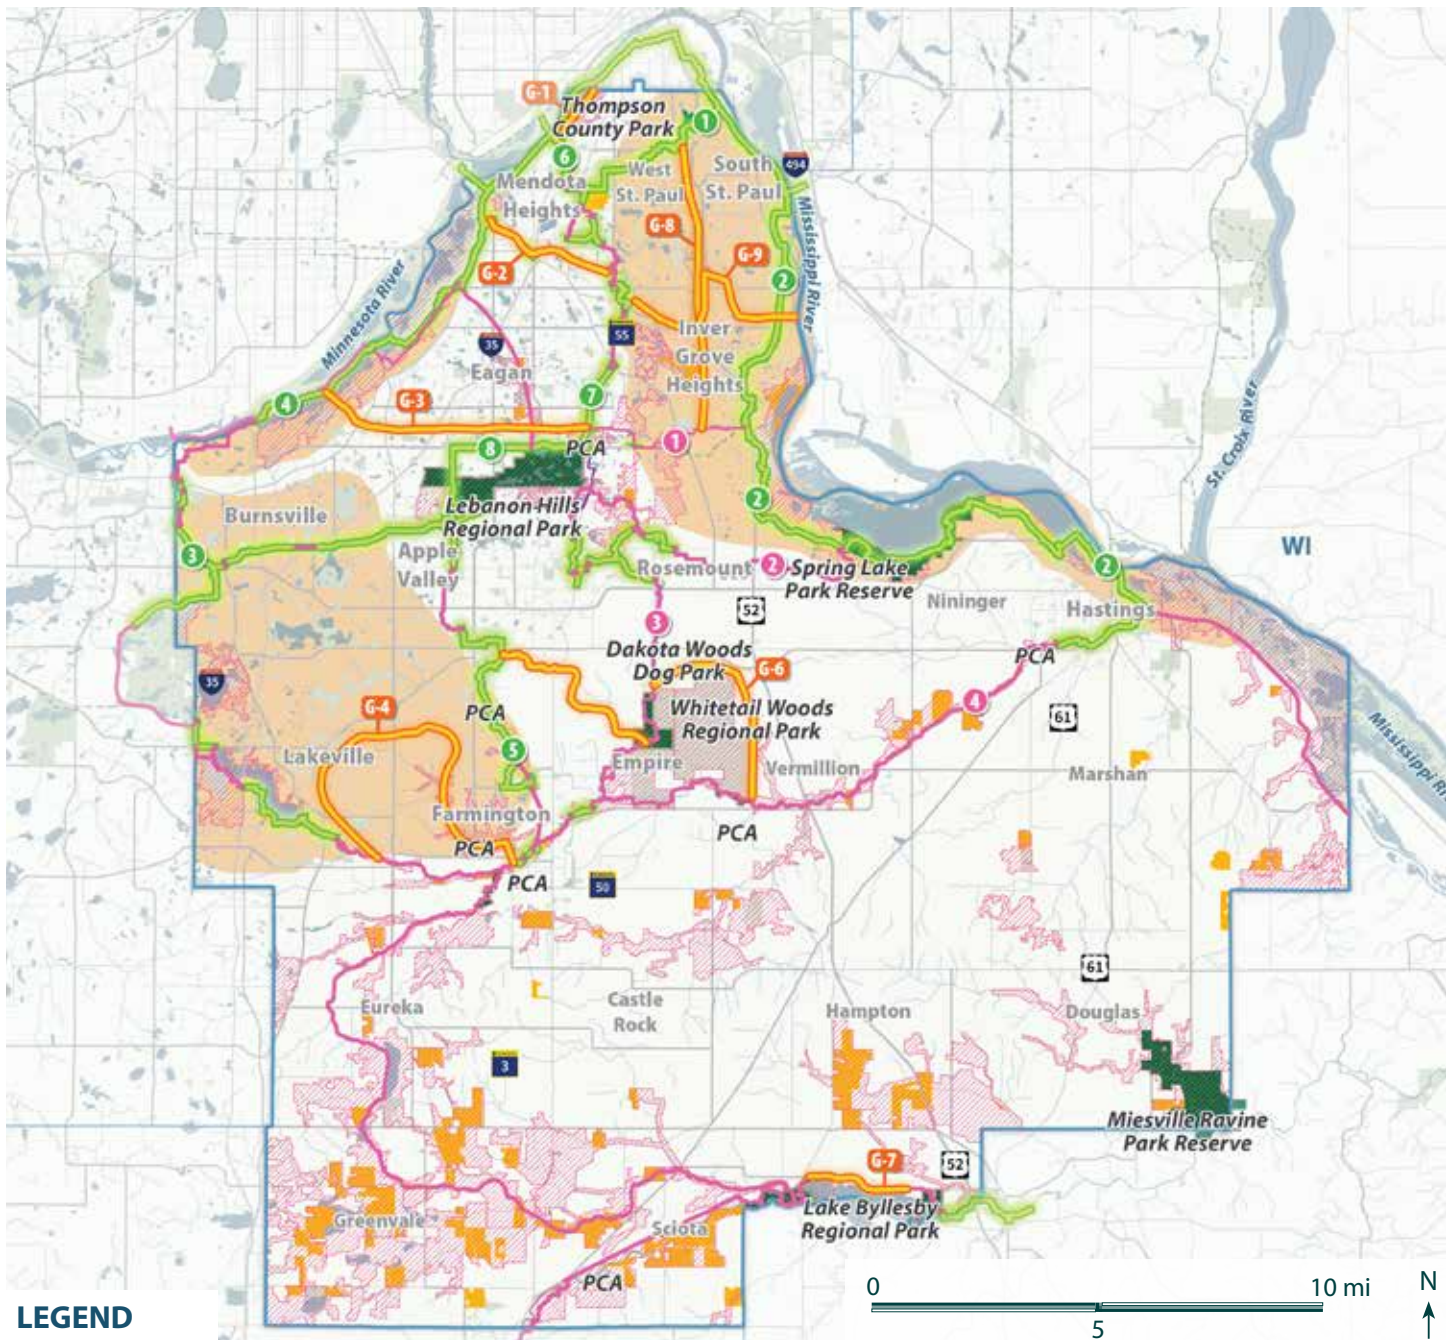 G-1
Thompson
County Park
1
6
Mendota
Heights
West
St. Paul
South
St. Paul
494
G-8
G-9
G-2
2
Mississippi River
Minnesota River
55
35
Eagan
Inver
Grove
Heights
St. Croix River
4
G-3
7
8
PCA
1
Lebanon Hills
Regional Park
2
Burnsville
3
Apple
Valley
Rosemount
2
Spring Lake
Park Reserve
WI
2
Nininger
Hastings
52
3
Dakota Woods
Dog Park
G-6
PCA
35
G-4
PCA
Whitetail Woods
Regional Park
4
61
5
Lakeville
Empire
Vermillion
Marshan
Mississippi Ri
Farmington
PCA
PCA
PCA
50
61
Eureka
Castle
Rock
Hampton
Douglas
3
Miesville Ravine
Park Reserve
G-7
52
Greenvale
Sciota
Lake Byllesby
Regional Park
PCA
0
10 mi
5
N
LEGEND